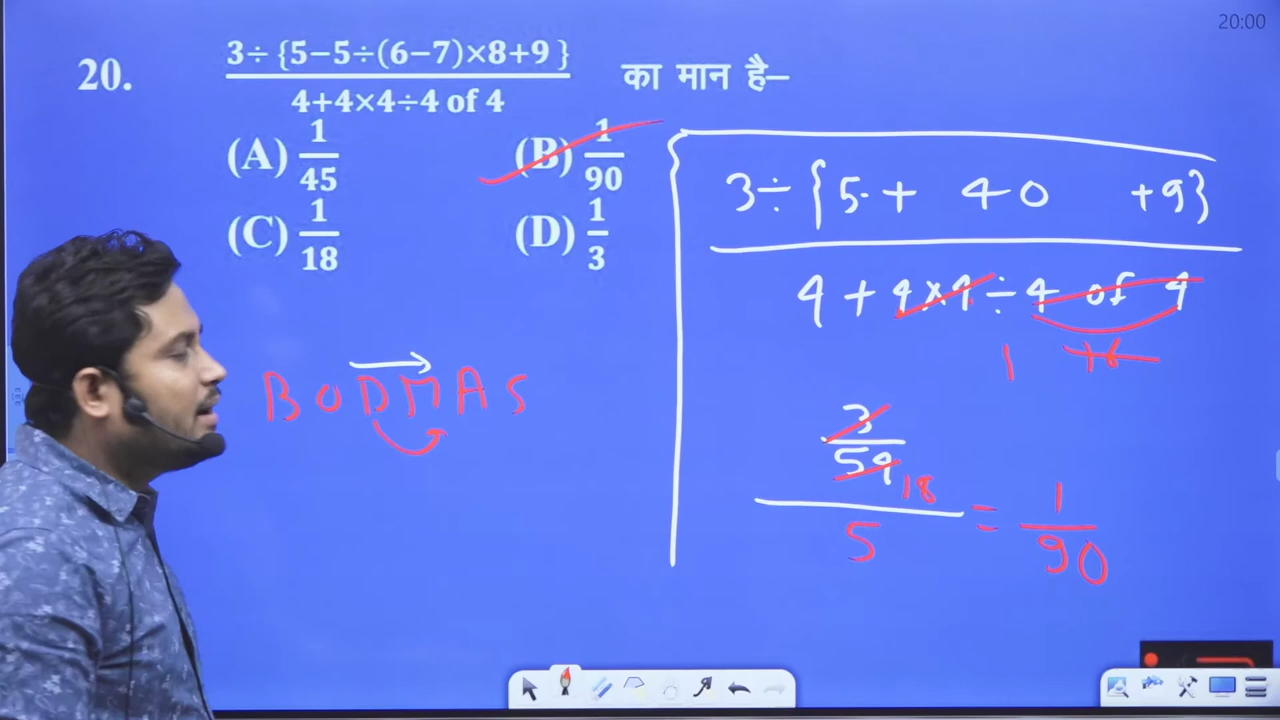 20:00
20. 3÷ {5−5÷(6−7)×8+9 } / 4+4×4÷4 of 4 का मान है–
(A) 1/45 (B) 1/90
(C) 1/18 (D) 1/3
3÷{5+ 40 +9}
4 + 4×4 ÷ 4 of 4
1 16
BODMAS
3/54 18
5 = 1/90